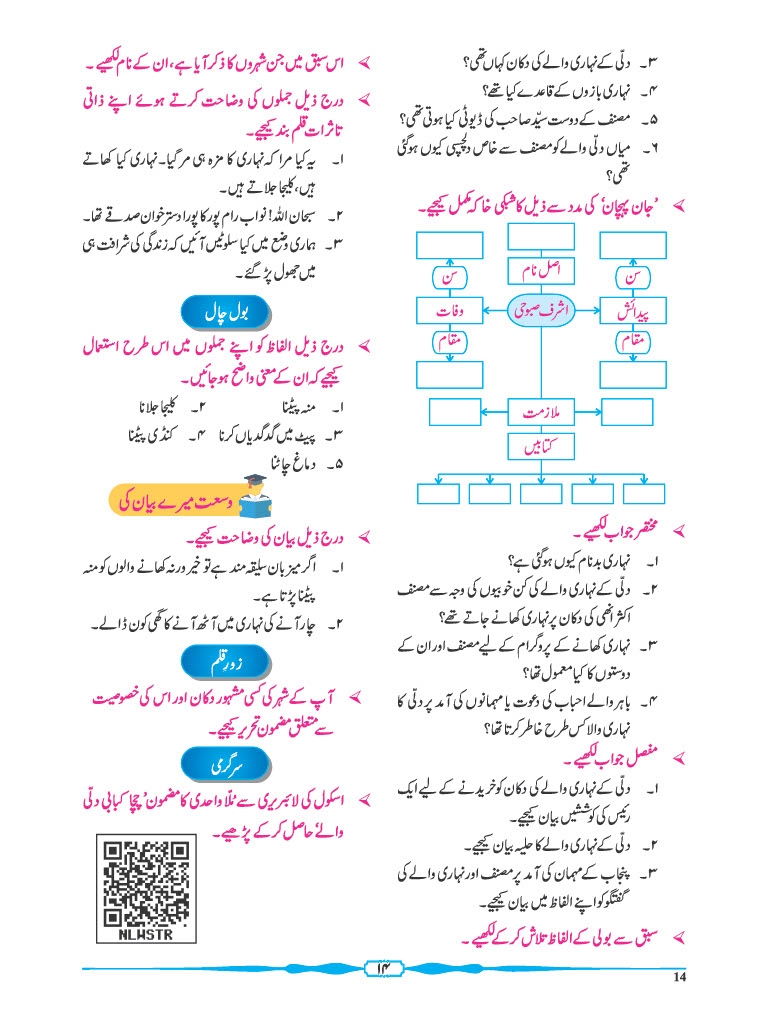 ۳۔ دلّی کے نہاری والے کی دکان کہاں تھی؟
۴۔ نہاری بازوں کے قاعدے کیا تھے؟
۵۔ مصنف کے دوست سیّد صاحب کی ڈیوٹی کیا ہوتی تھی؟
۶۔ میاں دلّی والے کو مصنف سے خاص دلچسپی کیوں ہوگئی
تھی؟
’جان پہچان‘ کی مدد سے ذیل کا شبکی خاکہ مکمل کیجیے۔
اصل نام
سن
سن
پیدائش
اشرف صبوحی
وفات
مقام
مقام
ملازمت
کتابیں
مختصر جواب لکھیے۔
۱۔ نہاری بدنام کیوں ہوگئی ہے؟
۲۔ دلّی کے نہاری والے کی کن خوبیوں کی وجہ سے مصنف
اکثر انھی کی دکان پر نہاری کھانے جاتے تھے؟
۳۔ نہاری کھانے کے پروگرام کے لیے مصنف اور ان کے
دوستوں کا کیا معمول تھا؟
۴۔ باہر والے احباب کی دعوت یا مہمانوں کی آمد پر دلّی کا
نہاری والا کس طرح خاطر کرتا تھا؟
مفصل جواب لکھیے۔
۱۔ دلّی کے نہاری والے کی دکان کو خریدنے کے لیے ایک
رئیس کی کوششیں بیان کیجیے۔
۲۔ دلّی کے نہاری والے کا حلیہ بیان کیجیے۔
۳۔ پنجاب کے مہمان کی آمد پر مصنف اور نہاری والے کی
گفتگو کو اپنے الفاظ میں بیان کیجیے۔
سبق سے بولی کے الفاظ تلاش کرکے لکھیے۔
اس سبق میں جن شہروں کا ذکر آیا ہے، ان کے نام لکھیے۔
درج ذیل جملوں کی وضاحت کرتے ہوئے اپنے ذاتی
تاثرات قلم بند کیجیے۔
۱۔ یہ کیا مرا کہ نہاری کا مزہ ہی مر گیا۔ نہاری کیا کھاتے
ہیں، کلیجا جلاتے ہیں۔
۲۔ سبحان اللہ! نواب رام پور کا پورا دسترخوان صدقے تھا۔
۳۔ ہماری وضع میں کیا سلوٹیں آئیں کہ زندگی کی شرافت ہی
میں جھول پڑ گئے۔
بول چال
درج ذیل الفاظ کو اپنے جملوں میں اس طرح استعمال
کیجیے کہ ان کے معنی واضح ہوجائیں۔
۱۔ منہ پیٹنا ۲۔ کلیجا جلانا
۳۔ پیٹ میں گدگدیاں کرنا ۴۔ کنڈی پیٹنا
۵۔ دماغ چاٹنا
وسعت میرے بیان کی
درج ذیل بیان کی وضاحت کیجیے۔
۱۔ اگر میزبان سلیقہ مند ہے تو خیر ورنہ کھانے والوں کو منہ
پیٹنا پڑتا ہے۔
۲۔ چار آنے کی نہاری میں آٹھ آنے کا گھی کون ڈالے۔
زورِ قلم
آپ کے شہر کی کسی مشہور دکان اور اس کی خصوصیت
سے متعلق مضمون تحریر کیجیے۔
سرگرمی
اسکول کی لائبریری سے ’ملّا واحدی کا مضمون‘ چچا کبابی دلّی
والے‘ حاصل کرکے پڑھیے۔
NLWSTR
۱۴
14